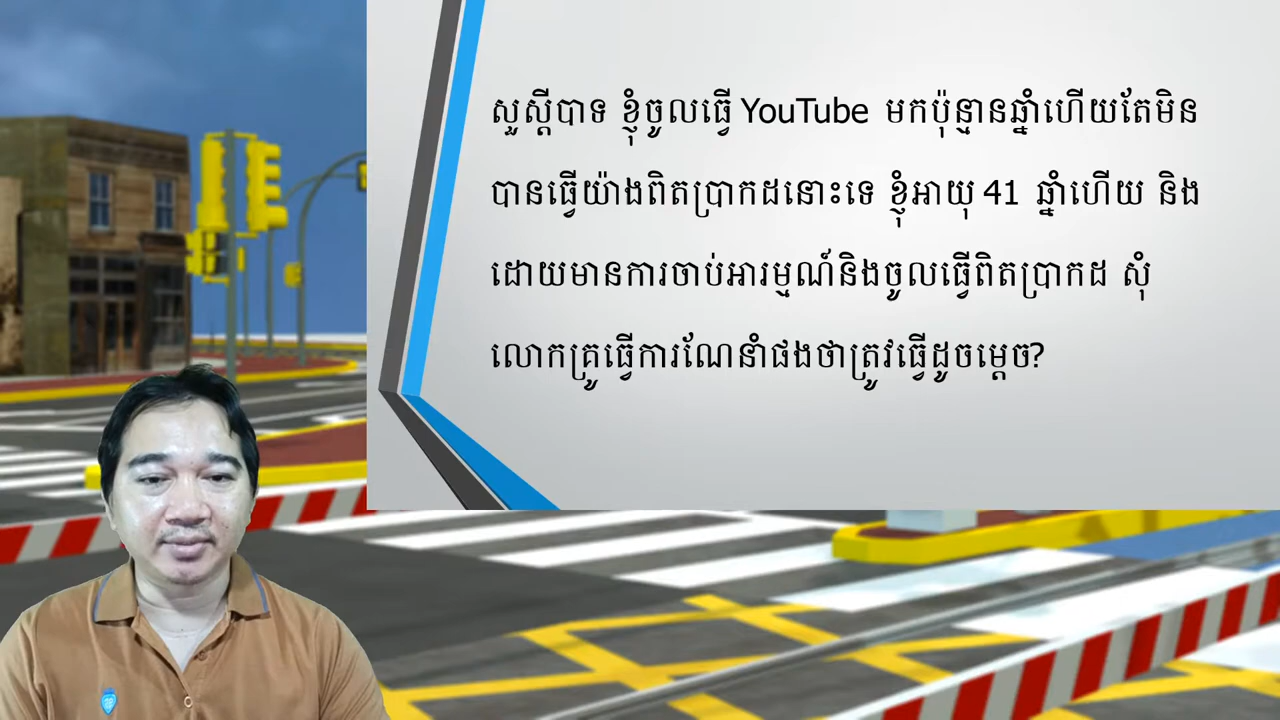 សួស្តីបាទ ខ្ញុំចូលធ្វើ YouTube មកប៉ុន្មានឆ្នាំហើយតែមិន
បានធ្វើយ៉ាងពិតប្រាកដនោះទេ ខ្ញុំអាយុ 41 ឆ្នាំហើយ និង
ដោយមានការចាប់អារម្មណ៍និងចូលធ្វើពិតប្រាកដ សុំ
លោកគ្រូធ្វើការណែនាំផងថាត្រូវធ្វើដូចម្តេច?